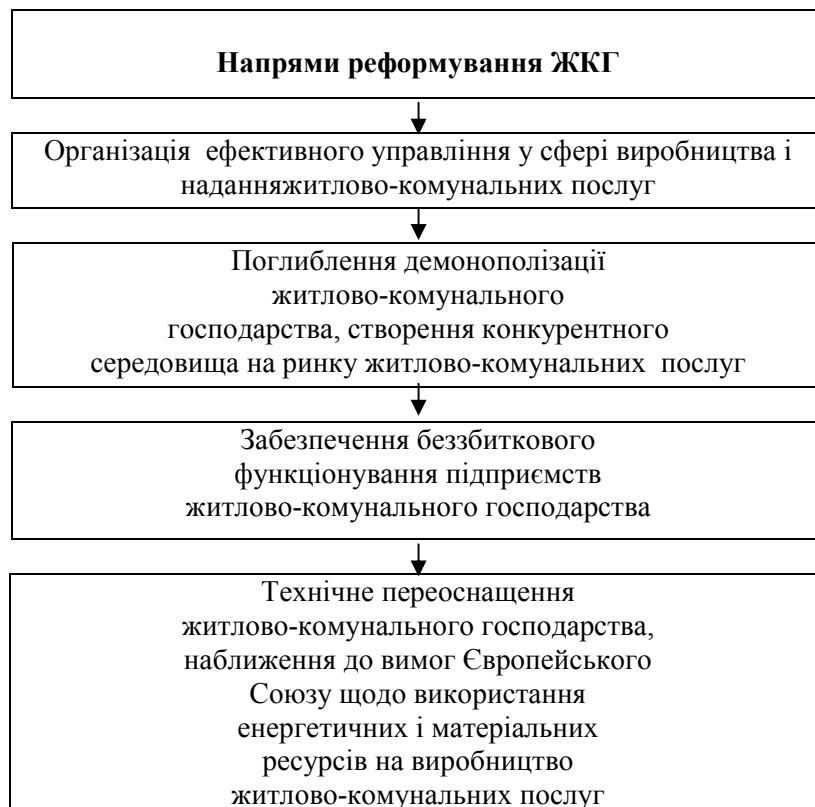 Напрями реформування ЖКГ
Організація ефективного управління у сфері виробництва і
наданняжитлово-комунальних послуг
Поглиблення демонополізації
житлово-комунального
господарства, створення конкурентного
середовища на ринку житлово-комунальних послуг
Забезпечення беззбиткового
функціонування підприємств
житлово-комунального господарства
Технічне переоснащення
житлово-комунального господарства,
наближення до вимог Європейського
Союзу щодо використання
енергетичних і матеріальних
ресурсів на виробництво
житлово-комунальних послуг